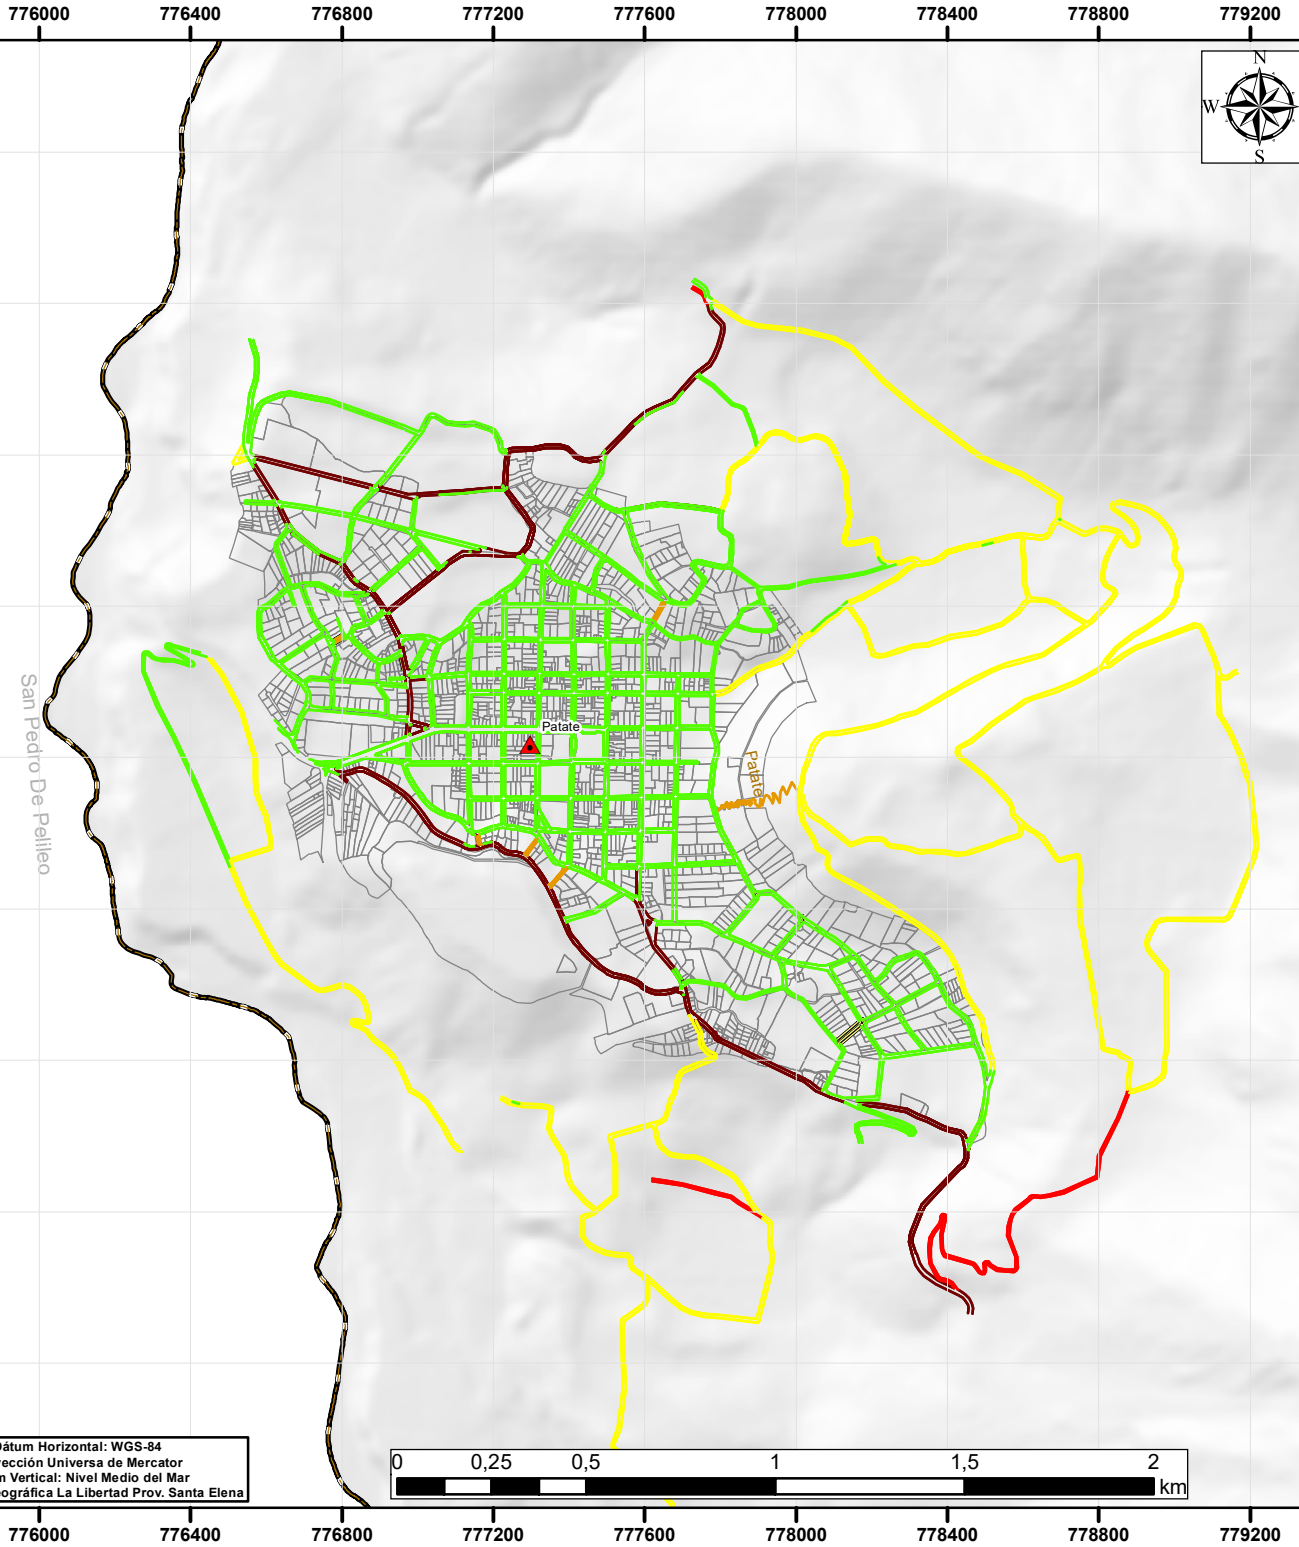 776000 776400 776800 777200 777600 778000 778400 778800 779200
N
W
S
San Pedro De Pelileo
Patate
Patate
Dátum Horizontal: WGS-84
Universa de Mercator
Vertical: Nivel Medio del Mar
La Libertad Prov. Santa Elena
0 0,25 0,5 1 1,5 2
km
776000 776400 776800 777200 777600 778000 778400 778800 779200